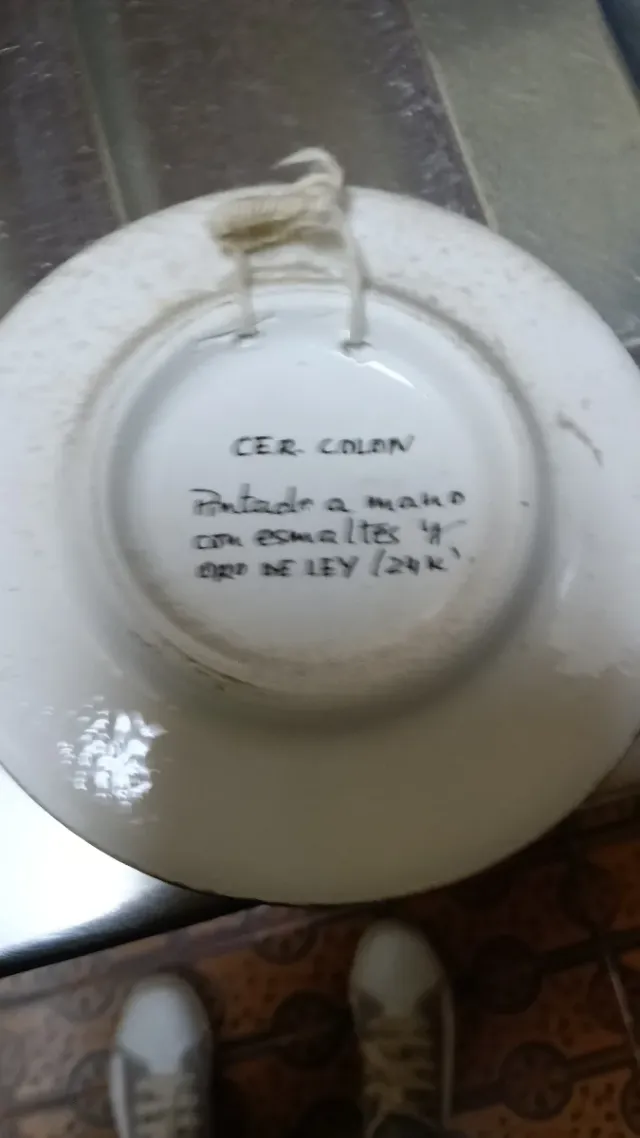 CER. COLON
Pintado a mano
con esmaltes y
ORO DE LEY (24K)